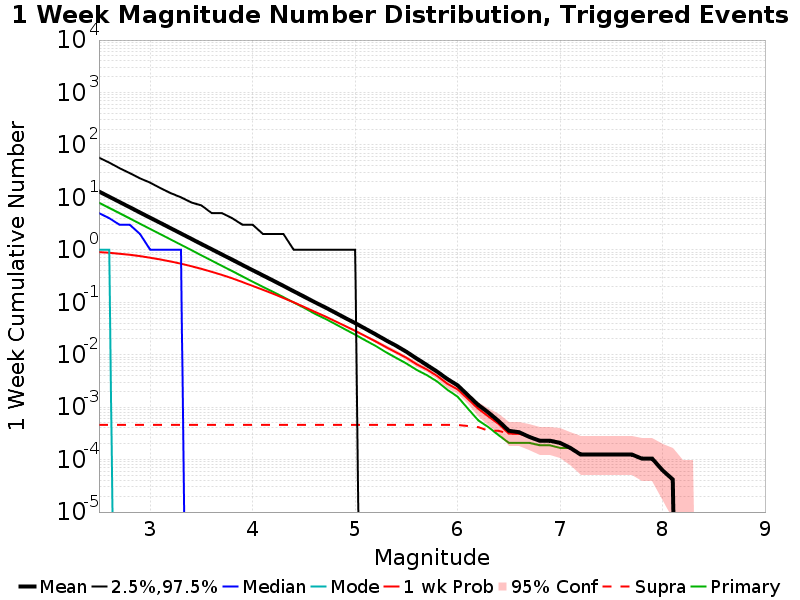 1 Week Magnitude Number Distribution, Triggered Events
1 Week Cumulative Number
10^4
10^3
10^2
10^1
10^0
10^-1
10^-2
10^-3
10^-4
10^-5
3 4 5 6 7 8 9
Magnitude
Mean 2.5%,97.5% Median Mode 1 wk Prob 95% Conf Supra Primary